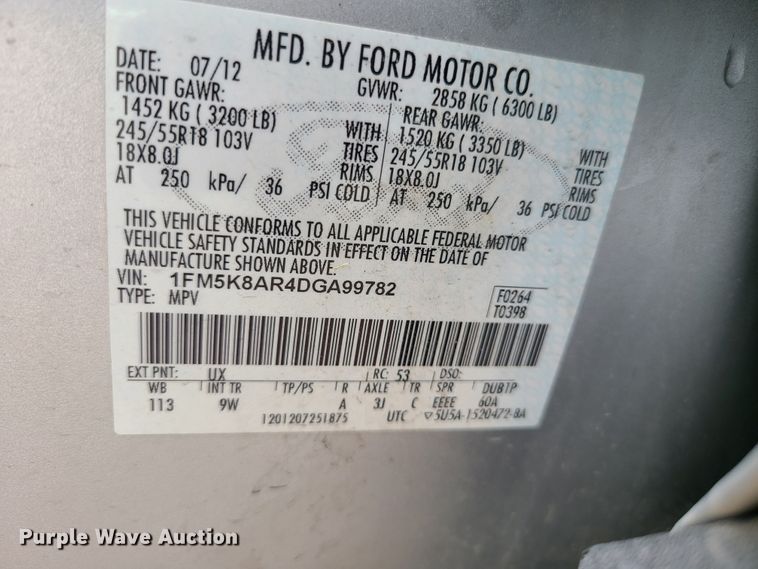 MFD. BY FORD MOTOR CO.
DATE: 07/12 GVWR: 2858 KG ( 6300 LB)
FRONT GAWR: REAR GAWR:
1452 KG ( 3200 LB) WITH 1520 KG ( 3350 LB) WITH
245/55R18 103V TIRES 245/55R18 103V TIRES
18X8.0J RIMS 18X8.0J RIMS
AT 250 kPa/ 36 PSI COLD AT 250 kPa/ 36 PSI COLD
THIS VEHICLE CONFORMS TO ALL APPLICABLE FEDERAL MOTOR
VEHICLE SAFETY STANDARDS IN EFFECT ON THE DATE OF
MANUFACTURE SHOWN ABOVE.
VIN: 1FM5K8AR4DGA99782
TYPE: MPV
F0264
T0398
EXT PNT: UX RC: 53 DSO:
WB INT TR TP/PS R AXLE TR SPR DUBTP
113 9W A 3J C EEEE 60A
1201207251875 UTC ▽5U5A-1520472-8A
Purple Wave Auction